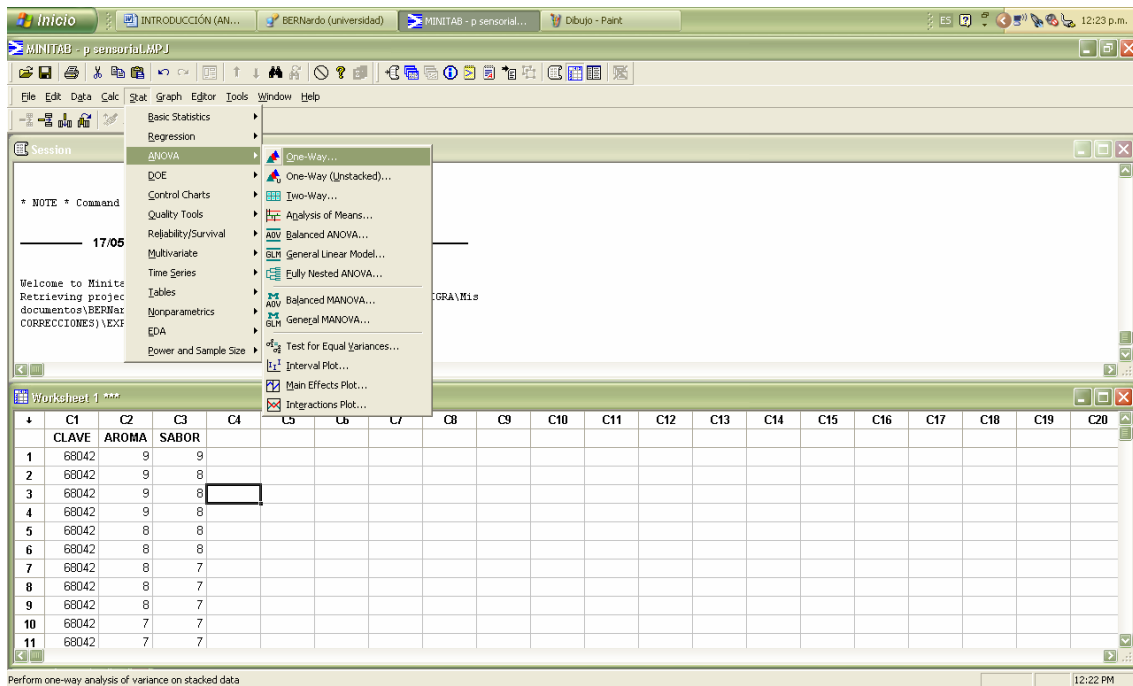 Inicio INTRODUCCIÓN (AN... BERNardo (universidad) MINITAB - p sensorial... Dibujo - Paint ES 12:23 p.m.
MINITAB - p sensorial.MPJ
File Edit Data Calc Stat Graph Editor Tools Window Help
Session
* NOTE * Command
17/05
Welcome to Minita
Retrieving projec
documentos\BERNar
CORRECCIONES)\EXP
IGRA\Mis
Basic Statistics
Regression
ANOVA
DOE
Control Charts
Quality Tools
Reliability/Survival
Multivariate
Time Series
Tables
Nonparametrics
EDA
Power and Sample Size
One-Way...
One-Way (Unstacked)...
Two-Way...
Analysis of Means...
AOV Balanced ANOVA...
GLM General Linear Model...
Fully Nested ANOVA...
M AOV Balanced MANOVA...
M GLM General MANOVA...
Test for Equal Variances...
Interval Plot...
Main Effects Plot...
Interactions Plot...
Worksheet 1 ***
C1 C2 C3 C4 C5 C6 C7 C8 C9 C10 C11 C12 C13 C14 C15 C16 C17 C18 C19 C20
CLAVE AROMA SABOR
1 68042 9 9
2 68042 9 8
3 68042 9 8
4 68042 9 8
5 68042 8 8
6 68042 8 8
7 68042 8 7
8 68042 8 7
9 68042 8 7
10 68042 7 7
11 68042 7 7
Perform one-way analysis of variance on stacked data 12:22 PM